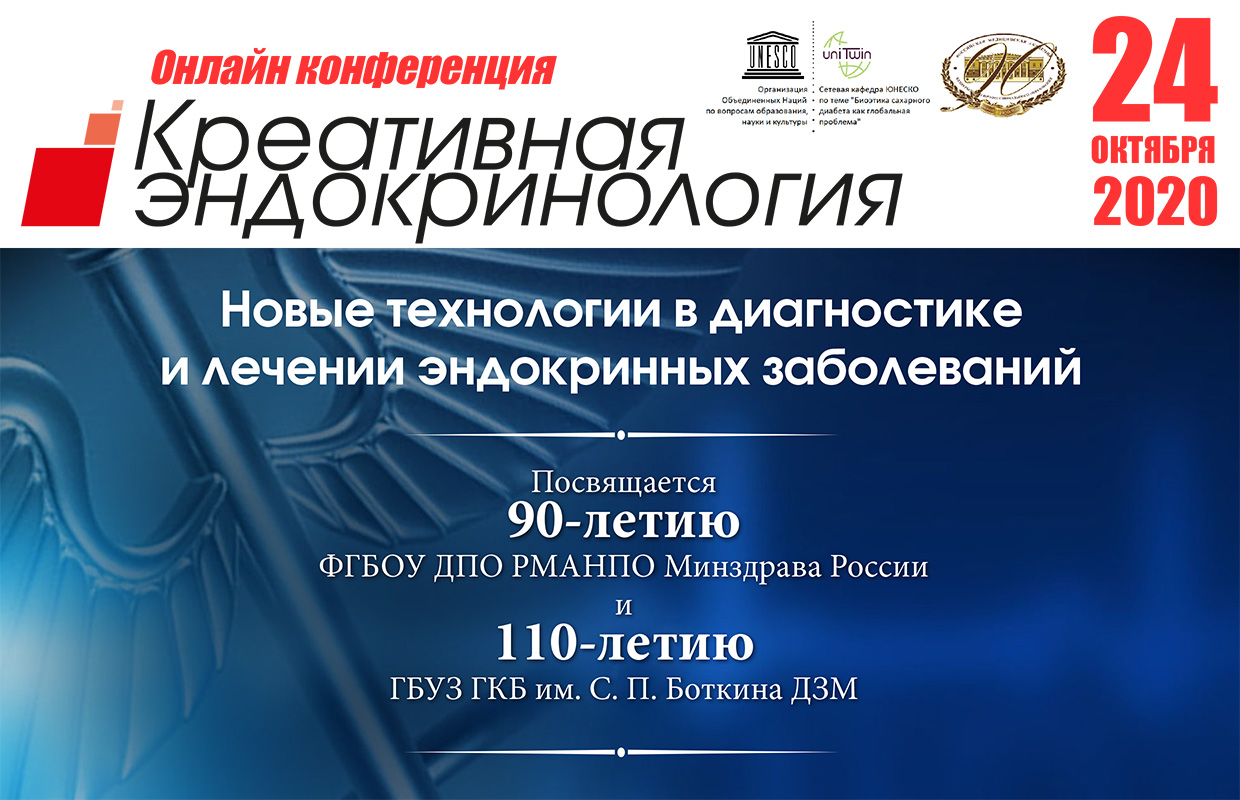 Онлайн конференция
Креативная
эндокринология
UNESCO
uniTwin
Организация
Объединенных Наций
по вопросам образования,
науки и культуры
Сетевая кафедра ЮНЕСКО
по теме "Биоэтика сахарного
диабета как глобальная
проблема"
24
ОКТЯБРЯ
2020
Новые технологии в диагностике
и лечении эндокринных заболеваний
Посвящается
90-летию
ФГБОУ ДПО РМАНПО Минздрава России
и
110-летию
ГБУЗ ГКБ им. С. П. Боткина ДЗМ